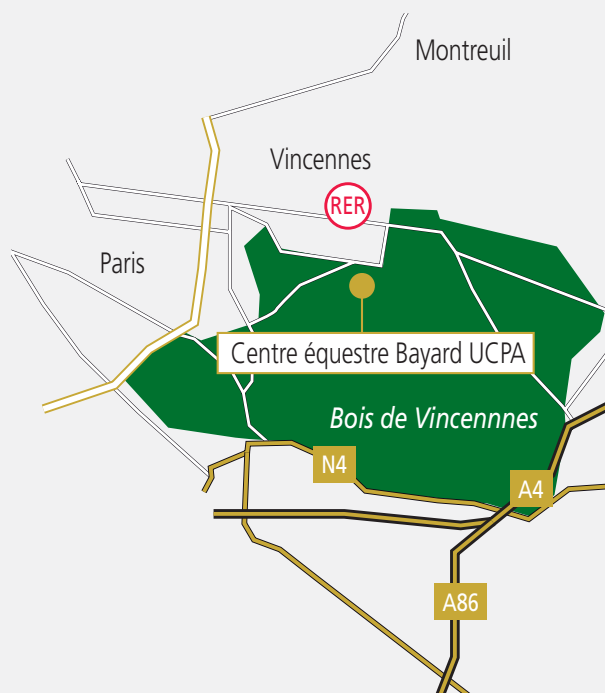 Montreuil
Vincennes
RER
Paris
Centre équestre Bayard UCPA
Bois de Vincennnes
N4
A4
A86